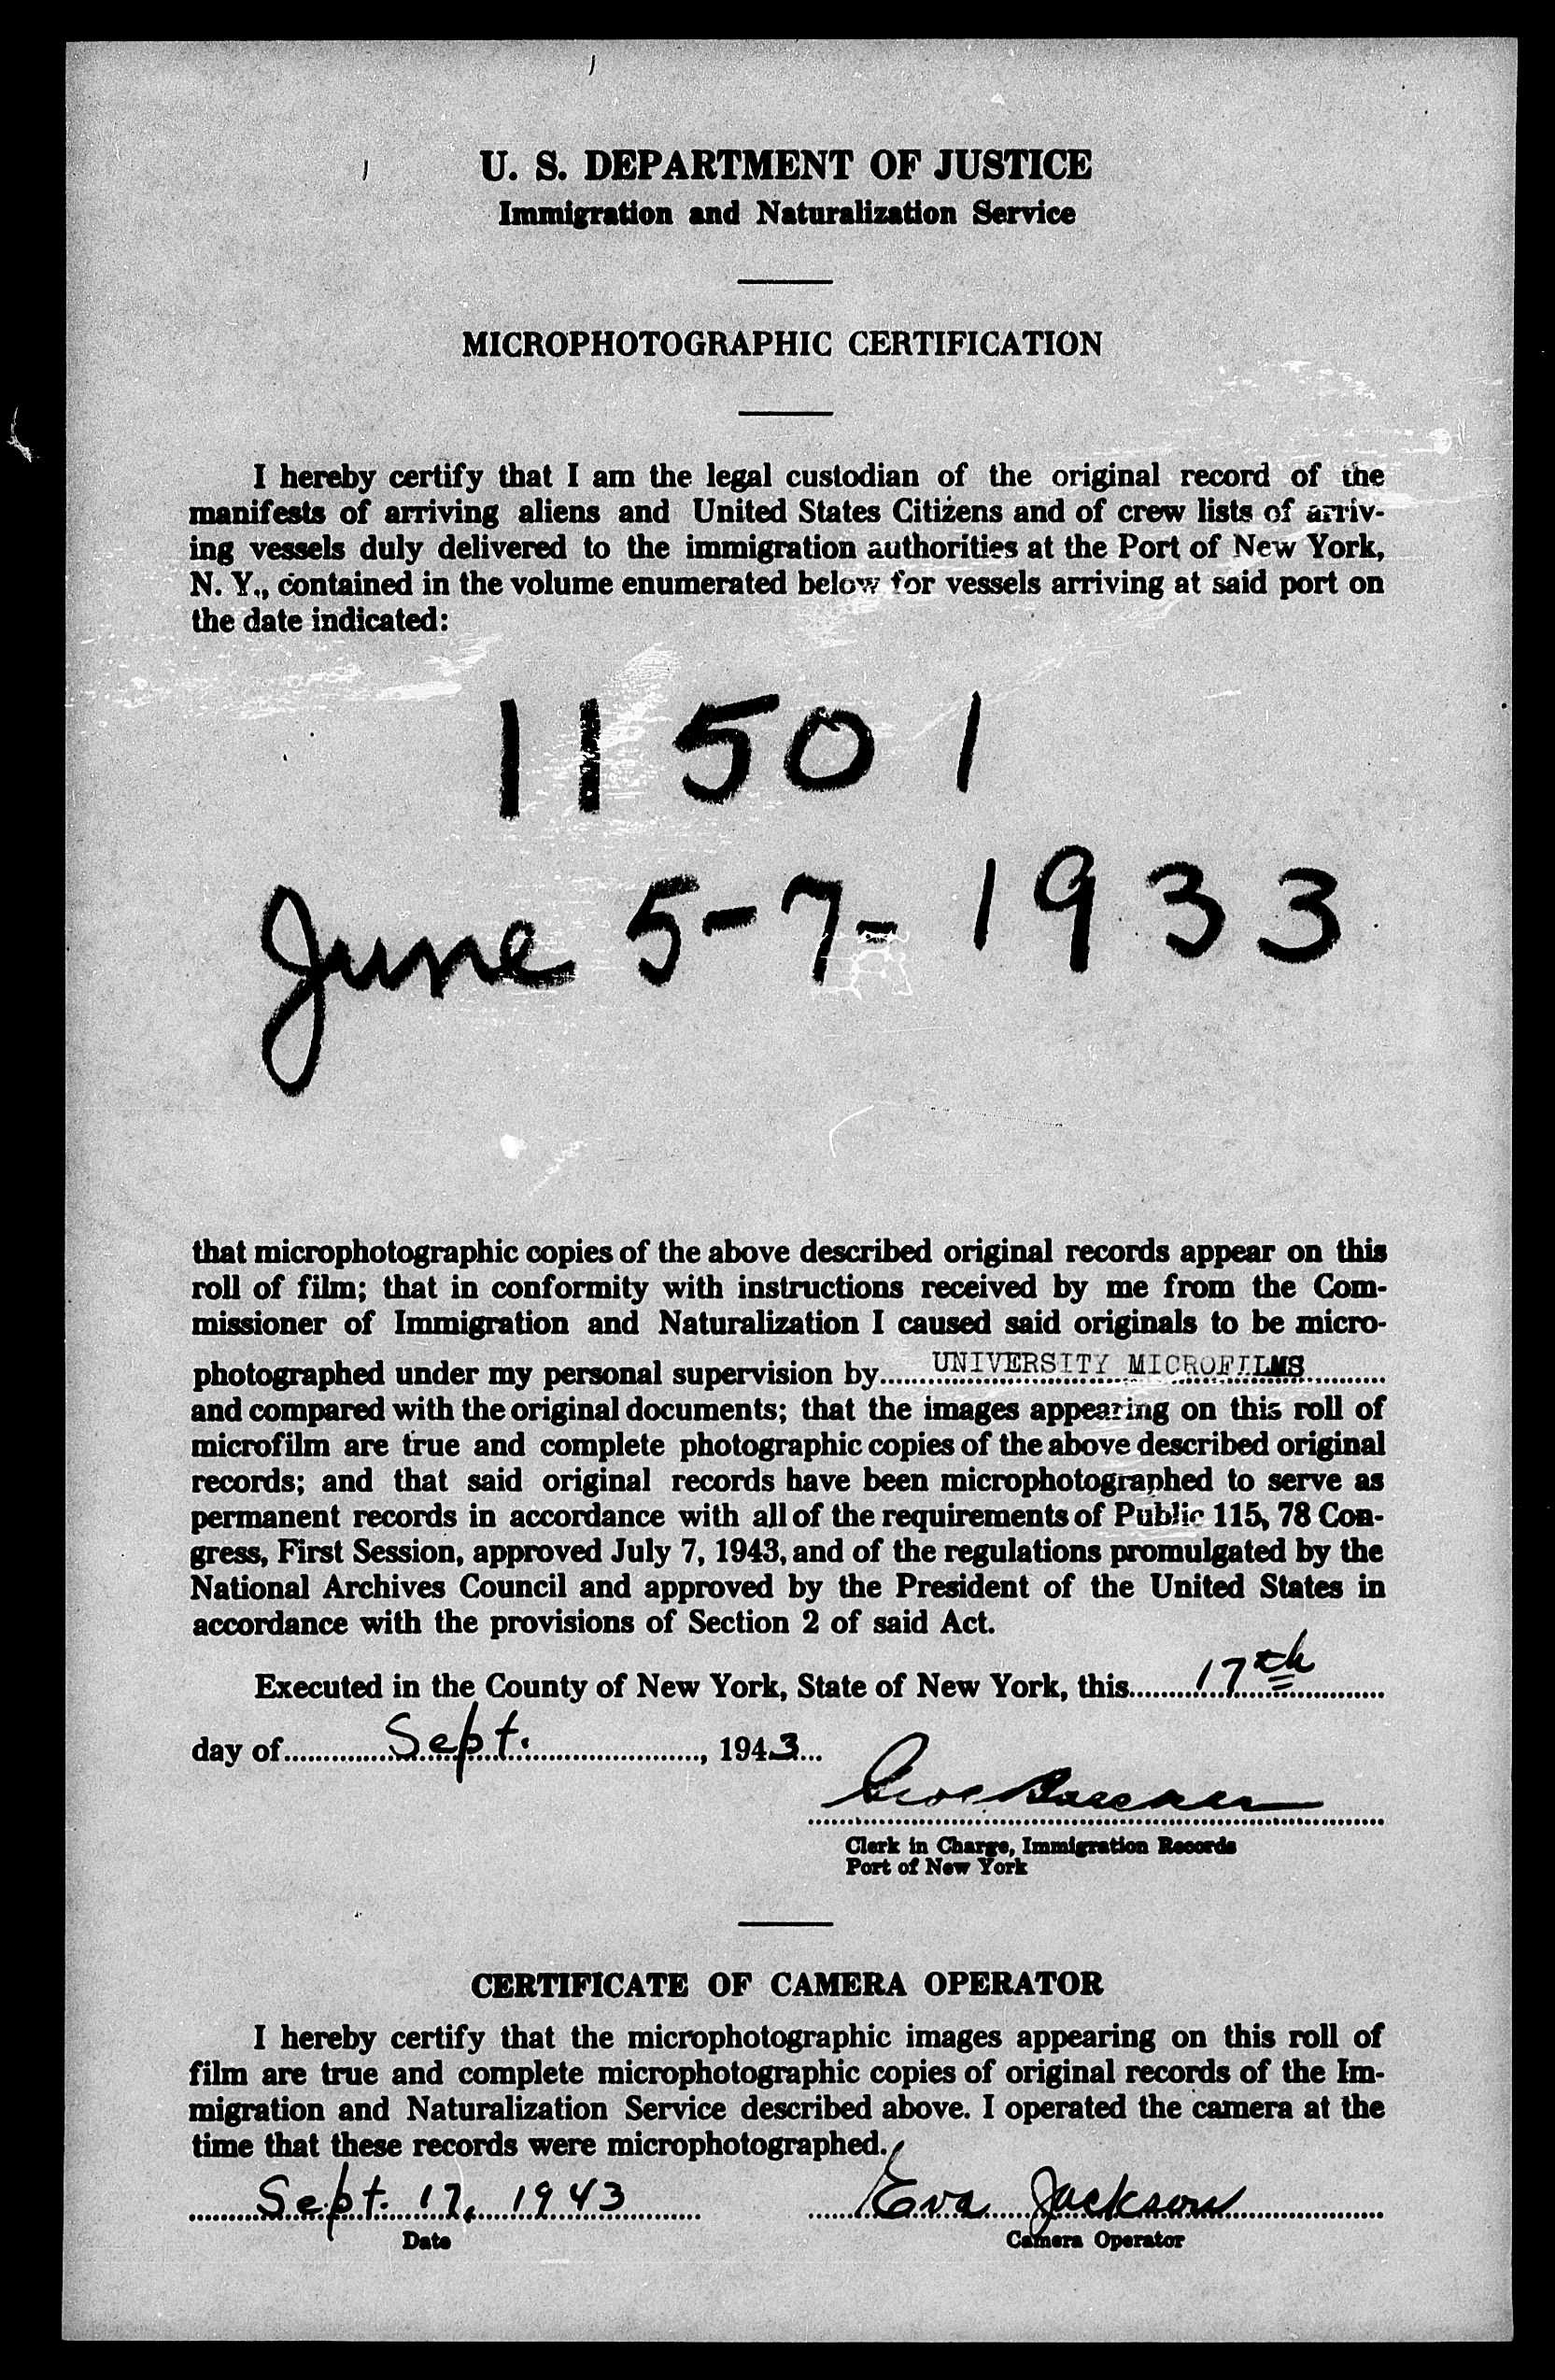 U. S. DEPARTMENT OF JUSTICE
Immigration and Naturalization Service
MICROPHOTOGRAPHIC CERTIFICATION
I hereby certify that I am the legal custodian of the original record of the
manifests of arriving aliens and United States Citizens and of crew lists of arriv-
ing vessels duly delivered to the immigration authorities at the Port of New York,
N. Y., contained in the volume enumerated below for vessels arriving at said port on
the date indicated:
11501
June 5-7-1933
that microphotographic copies of the above described original records appear on this
roll of film; that in conformity with instructions received by me from the Com-
missioner of Immigration and Naturalization I caused said originals to be micro-
photographed under my personal supervision by UNIVERSITY MICROFILMS
and compared with the original documents; that the images appearing on this roll of
microfilm are true and complete photographic copies of the above described original
records; and that said original records have been microphotographed to serve as
permanent records in accordance with all of the requirements of Public 115, 78 Con-
gress, First Session, approved July 7, 1943, and of the regulations promulgated by the
National Archives Council and approved by the President of the United States in
accordance with the provisions of Section 2 of said Act.
Executed in the County of New York, State of New York, this 17th
day of Sept., 1943
Clerk in Charge, Immigration Records
Port of New York
CERTIFICATE OF CAMERA OPERATOR
I hereby certify that the microphotographic images appearing on this roll of
film are true and complete microphotographic copies of original records of the Im-
migration and Naturalization Service described above. I operated the camera at the
time that these records were microphotographed.
Sept. 17, 1943 Eva Jackson
Date Camera Operator